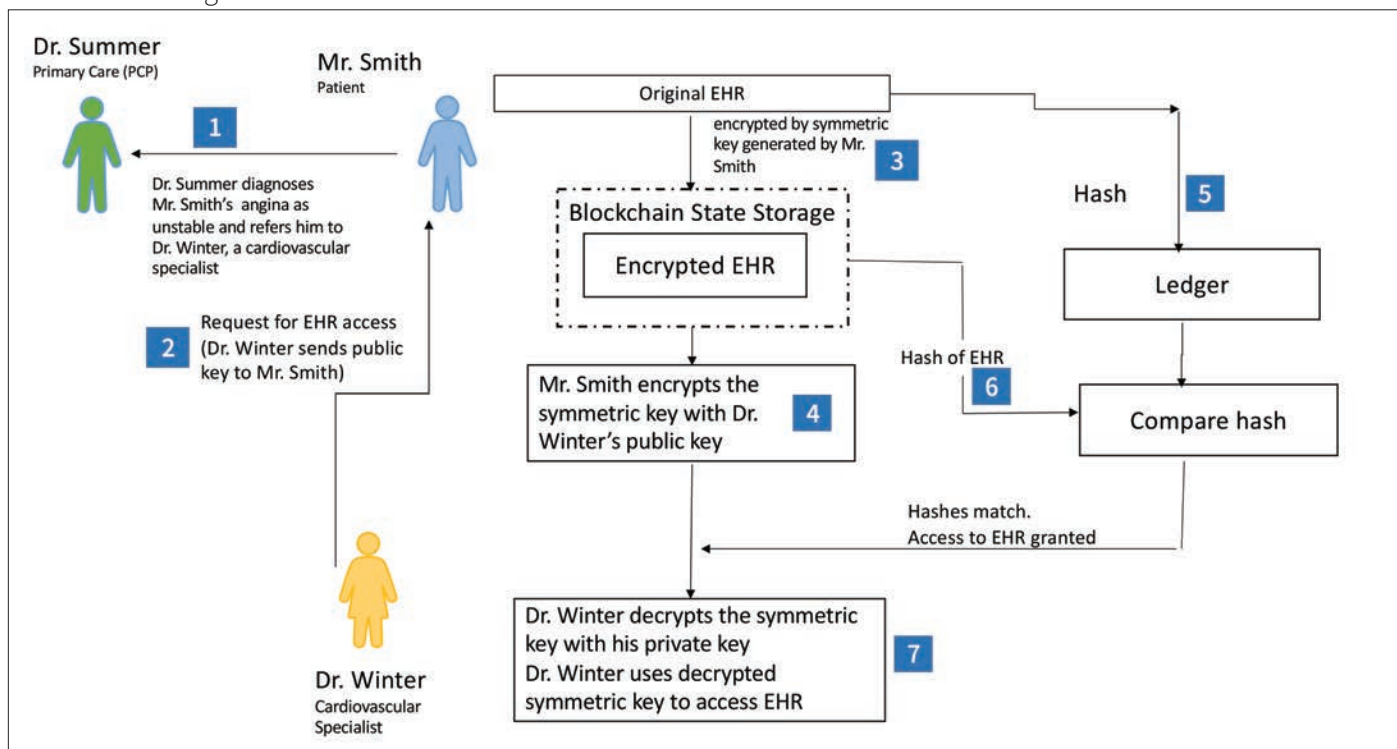 Dr. Summer
Primary Care (PCP)
Mr. Smith
Patient
1
Dr. Summer diagnoses
Mr. Smith's angina as
unstable and refers him to
Dr. Winter, a cardiovascular
specialist
2
Request for EHR access
(Dr. Winter sends public
key to Mr. Smith)
Dr. Winter
Cardiovascular
Specialist
Original EHR
encrypted by symmetric
key generated by Mr.
Smith
3
Blockchain State Storage
Encrypted EHR
Mr. Smith encrypts the
symmetric key with Dr.
Winter's public key
4
Hash
5
Ledger
Hash of EHR
6
Compare hash
Hashes match.
Access to EHR granted
Dr. Winter decrypts the symmetric
key with his private key
Dr. Winter uses decrypted
symmetric key to access EHR
7